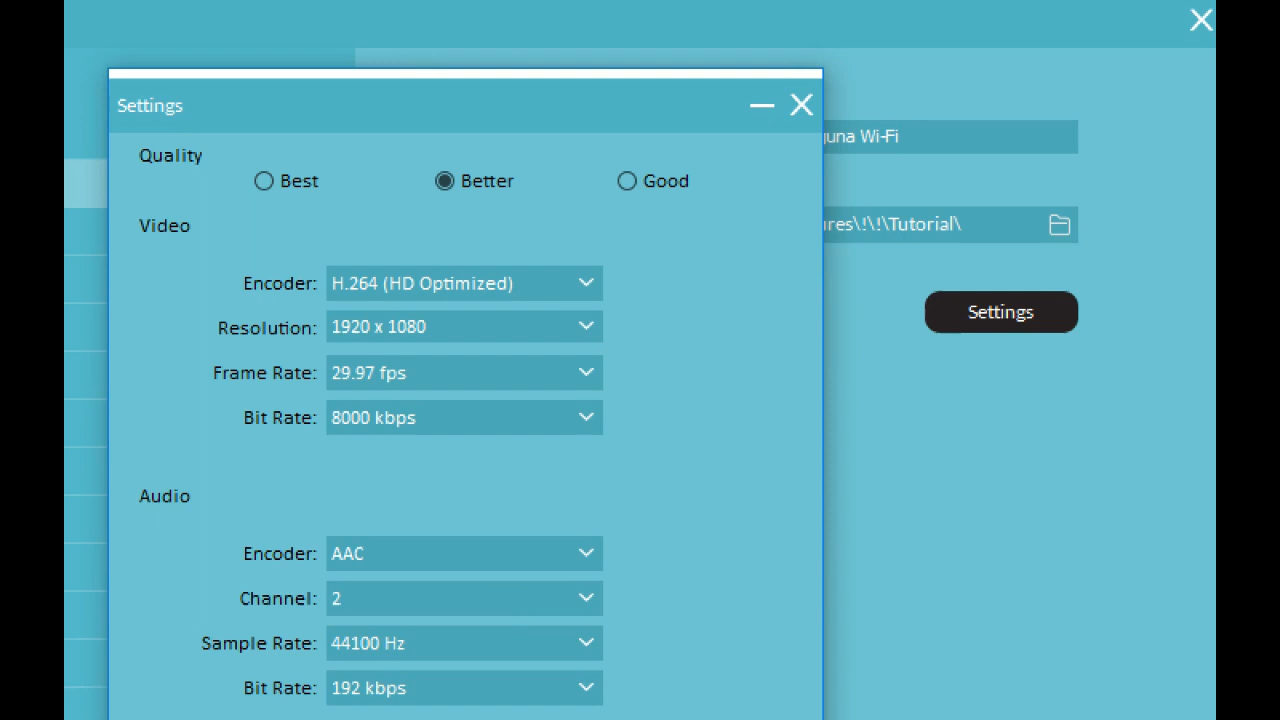 Settings
Quality
Best Better Good
Video
Encoder: H.264 (HD Optimized)
Resolution: 1920 x 1080
Frame Rate: 29.97 fps
Bit Rate: 8000 kbps
Audio
Encoder: AAC
Channel: 2
Sample Rate: 44100 Hz
Bit Rate: 192 kbps
Wi-Fi
\!\!\Tutorial\
Settings